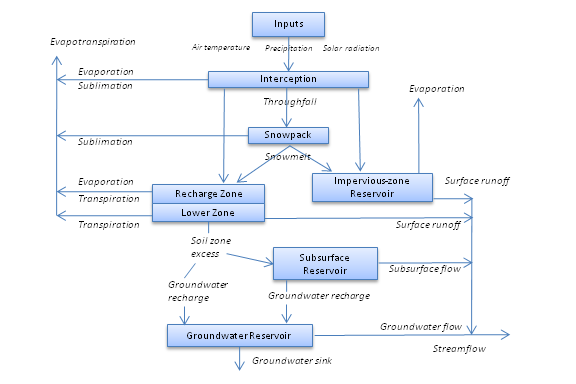 Inputs
Evapotranspiration
Air temperature Precipitation Solar radiation
Evaporation
Sublimation
Interception
Evaporation
Throughfall
Snowpack
Sublimation
Snowmelt
Evaporation
Transpiration
Recharge Zone
Impervious-zone
Reservoir
Surface runoff
Lower Zone
Transpiration
Surface runoff
Soil zone
excess
Subsurface
Reservoir
Subsurface flow
Groundwater
recharge
Groundwater recharge
Groundwater Reservoir
Groundwater flow
Streamflow
Groundwater sink